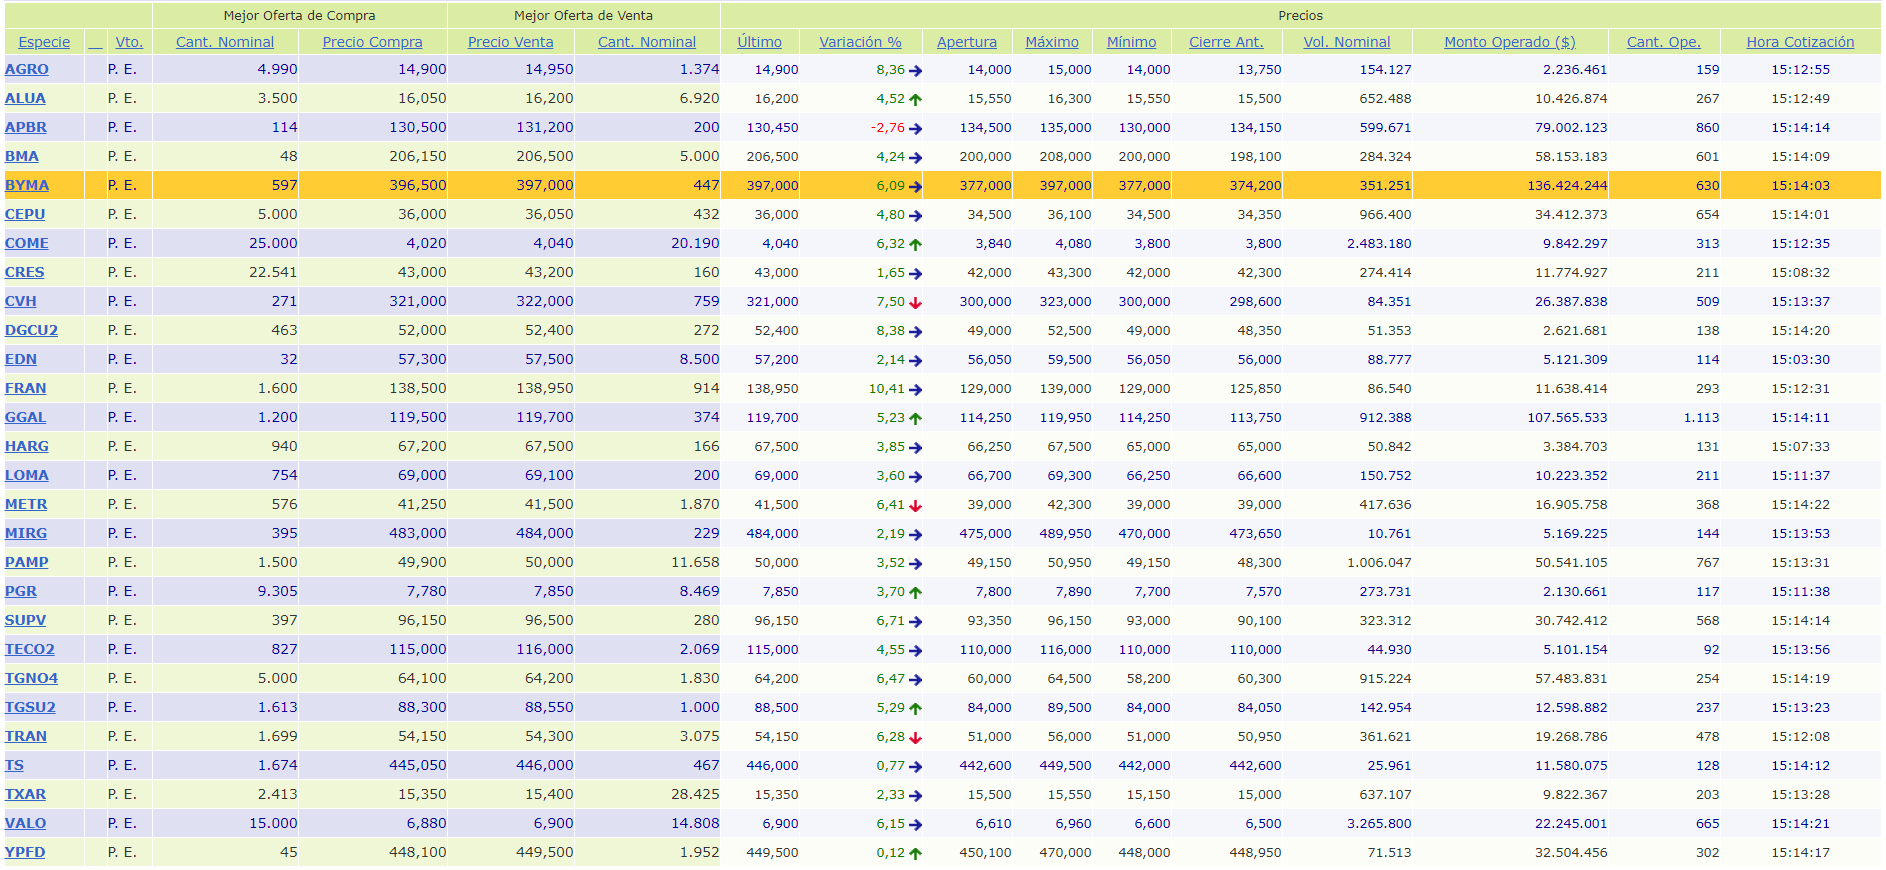 Mejor Oferta de Compra Mejor Oferta de Venta Precios
Especie __ Vto. Cant. Nominal Precio Compra Precio Venta Cant. Nominal Último Variación % Apertura Máximo Mínimo Cierre Ant. Vol. Nominal Monto Operado ($) Cant. Ope. Hora Cotización
AGRO P. E. 4.990 14,900 14,950 1.374 14,900 8,36 14,000 15,000 14,000 13,750 154.127 2.236.461 159 15:12:55
ALUA P. E. 3.500 16,050 16,200 6.920 16,200 4,52 15,550 16,300 15,550 15,500 652.488 10.426.874 267 15:12:49
APBR P. E. 114 130,500 131,200 200 130,450 -2,76 134,500 135,000 130,000 134,150 599.671 79.002.123 860 15:14:14
BMA P. E. 48 206,150 206,500 5.000 206,500 4,24 200,000 208,000 200,000 198,100 284.324 58.153.183 601 15:14:09
BYMA P. E. 597 396,500 397,000 447 397,000 6,09 377,000 397,000 377,000 374,200 351.251 136.424.244 630 15:14:03
CEPU P. E. 5.000 36,000 36,050 432 36,000 4,80 34,500 36,100 34,500 34,350 966.400 34.412.373 654 15:14:01
COME P. E. 25.000 4,020 4,040 20.190 4,040 6,32 3,840 4,080 3,800 3,800 2.483.180 9.842.297 313 15:12:35
CRES P. E. 22.541 43,000 43,200 160 43,000 1,65 42,000 43,300 42,000 42,300 274.414 11.774.927 211 15:08:32
CVH P. E. 271 321,000 322,000 759 321,000 7,50 300,000 323,000 300,000 298,600 84.351 26.387.838 509 15:13:37
DGCU2 P. E. 463 52,000 52,400 272 52,400 8,38 49,000 52,500 49,000 48,350 51.353 2.621.681 138 15:14:20
EDN P. E. 32 57,300 57,500 8.500 57,200 2,14 56,050 59,500 56,050 56,000 88.777 5.121.309 114 15:03:30
FRAN P. E. 1.600 138,500 138,950 914 138,950 10,41 129,000 139,000 129,000 125,850 86.540 11.638.414 293 15:12:31
GGAL P. E. 1.200 119,500 119,700 374 119,700 5,23 114,250 119,950 114,250 113,750 912.388 107.565.533 1.113 15:14:11
HARG P. E. 940 67,200 67,500 166 67,500 3,85 66,250 67,500 65,000 65,000 50.842 3.384.703 131 15:07:33
LOMA P. E. 754 69,000 69,100 200 69,000 3,60 66,700 69,300 66,250 66,600 150.752 10.223.352 211 15:11:37
METR P. E. 576 41,250 41,500 1.870 41,500 6,41 39,000 42,300 39,000 39,000 417.636 16.905.758 368 15:14:22
MIRG P. E. 395 483,000 484,000 229 484,000 2,19 475,000 489,950 470,000 473,650 10.761 5.169.225 144 15:13:53
PAMP P. E. 1.500 49,900 50,000 11.658 50,000 3,52 49,150 50,950 49,150 48,300 1.006.047 50.541.105 767 15:13:31
PGR P. E. 9.305 7,780 7,850 8.469 7,850 3,70 7,800 7,890 7,700 7,570 273.731 2.130.661 117 15:11:38
SUPV P. E. 397 96,150 96,500 280 96,150 6,71 93,350 96,150 93,000 90,100 323.312 30.742.412 568 15:14:14
TECO2 P. E. 827 115,000 116,000 2.069 115,000 4,55 110,000 116,000 110,000 110,000 44.930 5.101.154 92 15:13:56
TGNO4 P. E. 5.000 64,100 64,200 1.830 64,200 6,47 60,000 64,500 58,200 60,300 915.224 57.483.831 254 15:14:19
TGSU2 P. E. 1.613 88,300 88,550 1.000 88,500 5,29 84,000 89,500 84,000 84,050 142.954 12.598.882 237 15:13:23
TRAN P. E. 1.699 54,150 54,300 3.075 54,150 6,28 51,000 56,000 51,000 50,950 361.621 19.268.786 478 15:12:08
TS P. E. 1.674 445,050 446,000 467 446,000 0,77 442,600 449,500 442,000 442,600 25.961 11.580.075 128 15:14:12
TXAR P. E. 2.413 15,350 15,400 28.425 15,350 2,33 15,500 15,550 15,150 15,000 637.107 9.822.367 203 15:13:28
VALO P. E. 15.000 6,880 6,900 14.808 6,900 6,15 6,610 6,960 6,600 6,500 3.265.800 22.245.001 665 15:14:21
YPFD P. E. 45 448,100 449,500 1.952 449,500 0,12 450,100 470,000 448,000 448,950 71.513 32.504.456 302 15:14:17